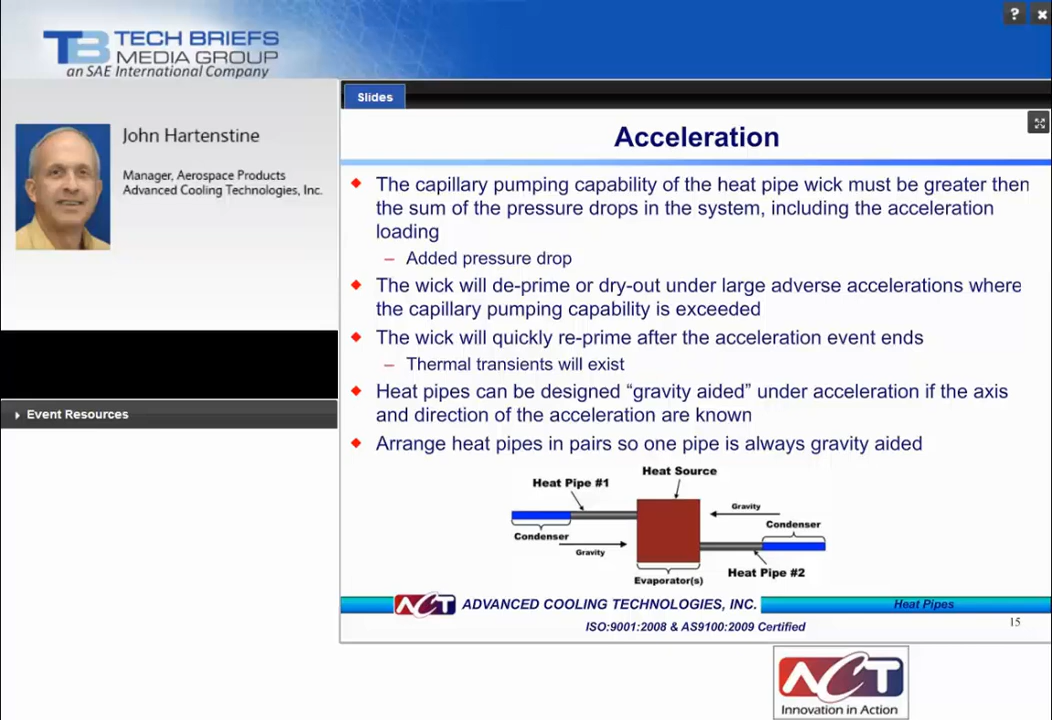 ? ×
TB TECH BRIEFS
MEDIA GROUP
an SAE International Company
John Hartenstine
Manager, Aerospace Products
Advanced Cooling Technologies, Inc.
Event Resources
Slides
Acceleration
The capillary pumping capability of the heat pipe wick must be greater then
the sum of the pressure drops in the system, including the acceleration
loading
– Added pressure drop
The wick will de-prime or dry-out under large adverse accelerations where
the capillary pumping capability is exceeded
The wick will quickly re-prime after the acceleration event ends
– Thermal transients will exist
Heat pipes can be designed “gravity aided” under acceleration if the axis
and direction of the acceleration are known
Arrange heat pipes in pairs so one pipe is always gravity aided
Heat Source
Heat Pipe #1
Gravity
Condenser
Condenser
Gravity
Heat Pipe #2
Evaporator(s)
ACT ADVANCED COOLING TECHNOLOGIES, INC.
Heat Pipes
ISO:9001:2008 & AS9100:2009 Certified
15
ACT
Innovation in Action